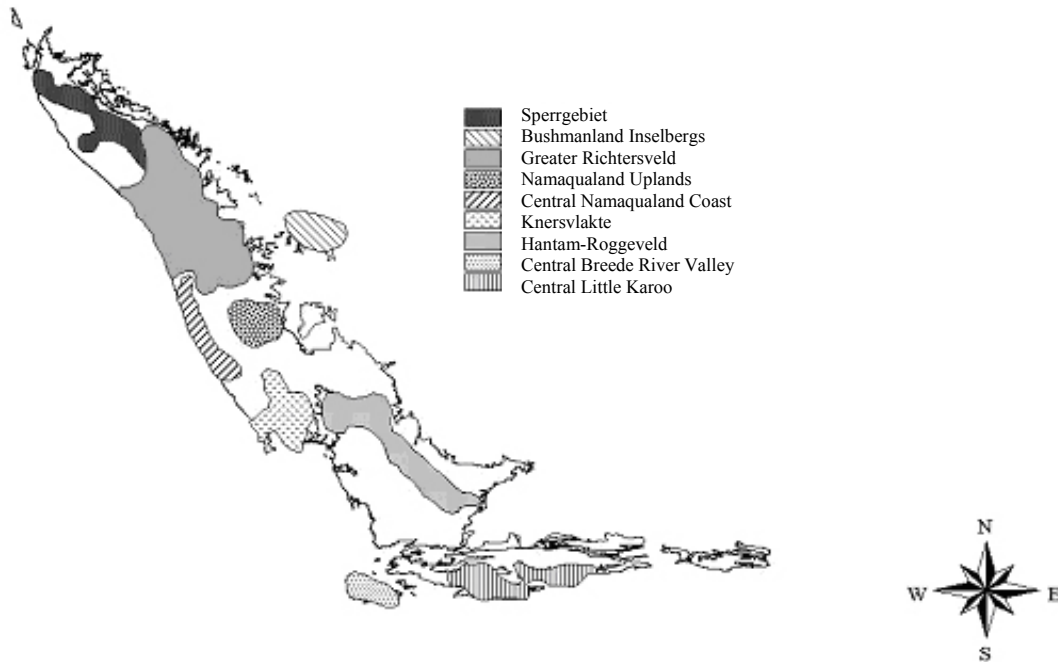 Sperrgebiet
Bushmanland Inselbergs
Greater Richtersveld
Namaqualand Uplands
Central Namaqualand Coast
Knersvlakte
Hantam-Roggeveld
Central Breede River Valley
Central Little Karoo
N
W E
S